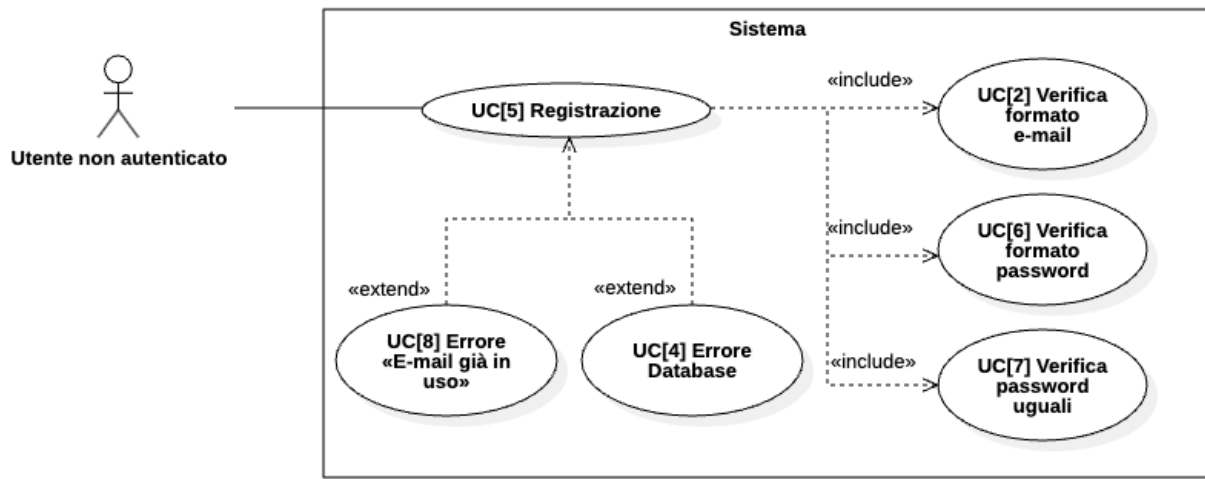 Sistema
Utente non autenticato
UC[5] Registrazione
«include»
UC[2] Verifica
formato
e-mail
«include»
UC[6] Verifica
formato
password
«include»
UC[7] Verifica
password
uguali
«extend»
UC[8] Errore
«E-mail già in
uso»
«extend»
UC[4] Errore
Database